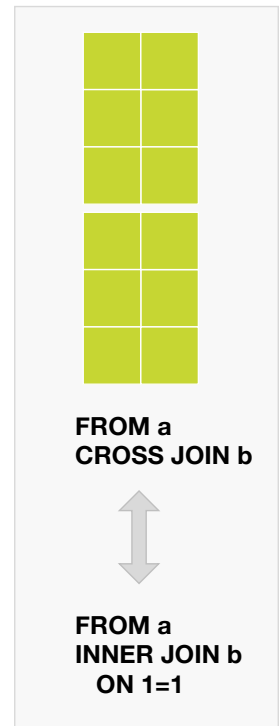 FROM a
CROSS JOIN b
FROM a
INNER JOIN b
ON 1=1